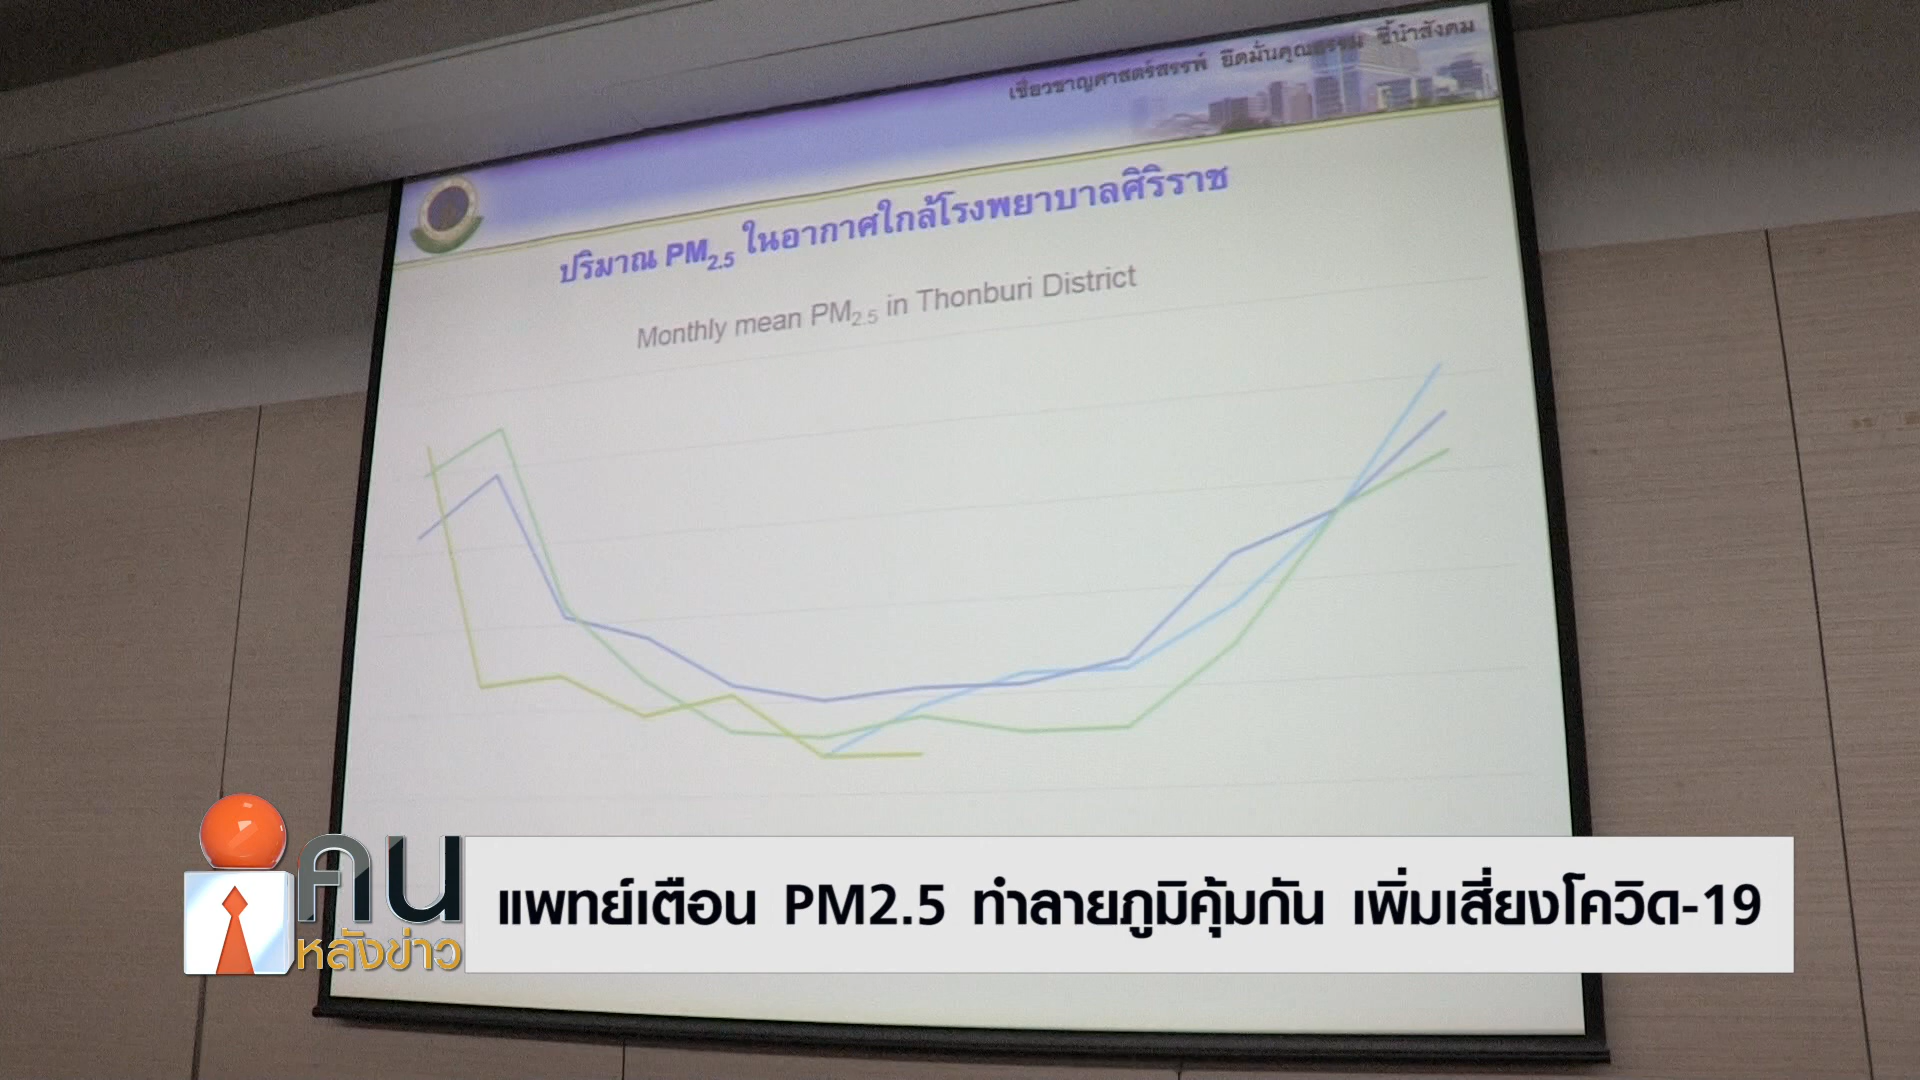 เชี่ยวชาญศาสตร์สรรพ์ ยึดมั่นคุณธรรม ชี้นำสังคม
ปริมาณ PM2.5 ในอากาศใกล้โรงพยาบาลศิริราช
Monthly mean PM2.5 in Thonburi District
คน
หลังข่าว
แพทย์เตือน PM2.5 ทำลายภูมิคุ้มกัน เพิ่มเสี่ยงโควิด-19